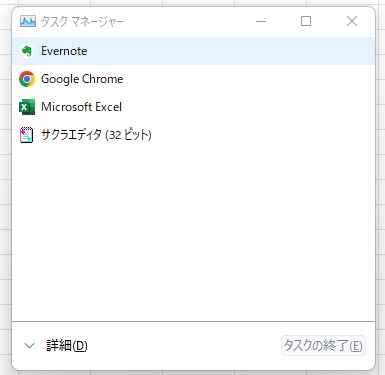 タスク マネージャー
Evernote
Google Chrome
Microsoft Excel
サクラエディタ (32 ビット)
詳細(D) タスクの終了(E)